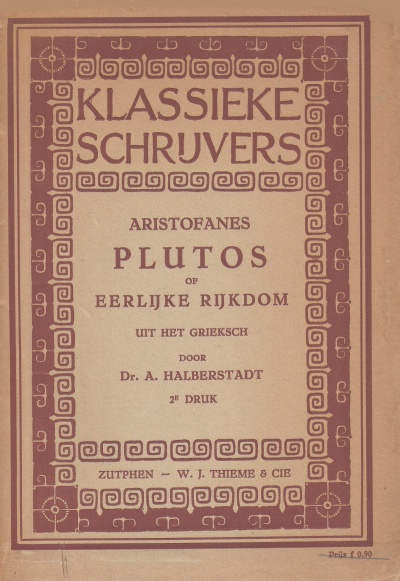 KLASSIEKE
SCHRIJVERS
ARISTOFANES
PLUTOS
OF
EERLIJKE RIJKDOM
UIT HET GRIEKSCH
DOOR
Dr. A. HALBERSTADT
2E DRUK
ZUTPHEN — W. J. THIEME & CIE
Prijs f 0.90